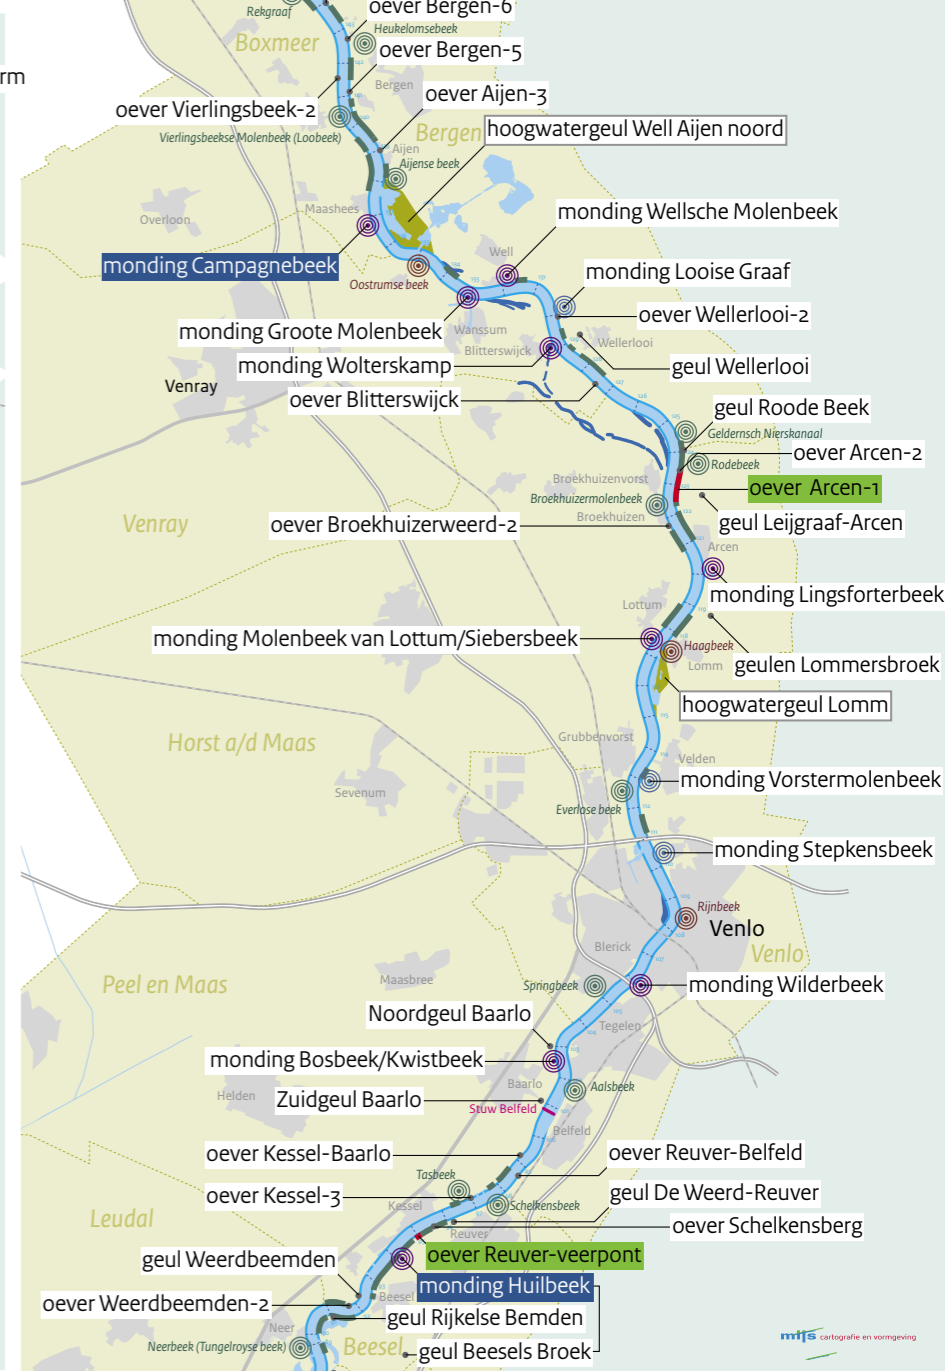 oever Bergen-6
Rekgraaf
Heukelomsebeek
Boxmeer
oever Bergen-5
rm
Bergen
oever Aijen-3
oever Vierlingsbeek-2
Bergen
hoogwatergeul Well Aijen noord
Vierlingsbeekse Molenbeek (Loobeek)
Aijen
Aijense beek
Maashees
Overloon
monding Wellsche Molenbeek
Well
monding Campagnebeek
monding Looise Graaf
Oostrumse beek
oever Wellerlooi-2
monding Groote Molenbeek
Wanssum
Wellerlooi
Blitterswijck
monding Wolterskamp
geul Wellerlooi
Venray
oever Blitterswijck
geul Roode Beek
Geldernsch Nierskanaal
oever Arcen-2
Rodebeek
Broekhuizenvorst
oever Arcen-1
Broekhuizermolenbeek
Broekhuizen
Venray
oever Broekhuizerweerd-2
geul Leijgraaf-Arcen
Arcen
monding Lingsforterbeek
Lottum
monding Molenbeek van Lottum/Siebersbeek
Haagbeek
Lomm
geulen Lommersbroek
hoogwatergeul Lomm
Grubbenvorst
Horst a/d Maas
Velden
monding Vorstermolenbeek
Sevenum
Everlose beek
monding Stepkensbeek
Rijnbeek
Venlo
Blerick
Venlo
Maasbree
Peel en Maas
Springbeek
monding Wilderbeek
Noordgeul Baarlo
Tegelen
monding Bosbeek/Kwistbeek
Baarlo
Aalsbeek
Helden
Zuidgeul Baarlo
Stuw Belfeld
Belfeld
oever Kessel-Baarlo
oever Reuver-Belfeld
Tasbeek
oever Kessel-3
geul De Weerd-Reuver
Kessel
Schelkensbeek
Leudal
oever Schelkensberg
Reuver
geul Weerdbeemden
oever Reuver-veerpont
monding Huilbeek
Beesel
oever Weerdbeemden-2
geul Rijkelse Bemden
Neer
Neerbeek (Tungelroyse beek)
Beesel
geul Beesels Broek
mijs cartografie en vormgeving